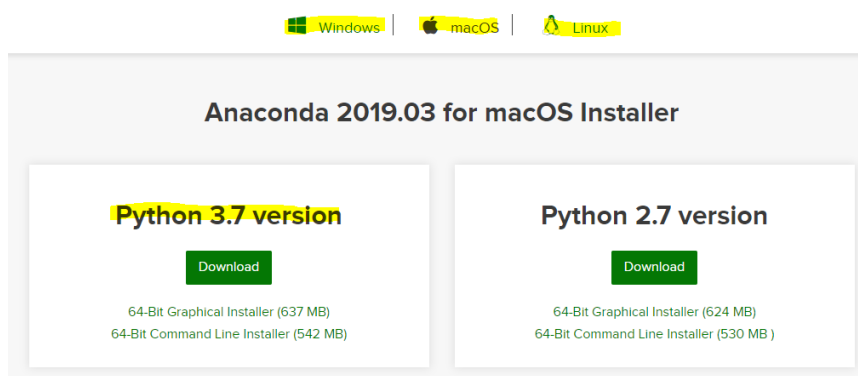 Windows | macOS | Linux
Anaconda 2019.03 for macOS Installer
Python 3.7 version
Download
64-Bit Graphical Installer (637 MB)
64-Bit Command Line Installer (542 MB)
Python 2.7 version
Download
64-Bit Graphical Installer (624 MB)
64-Bit Command Line Installer (530 MB )